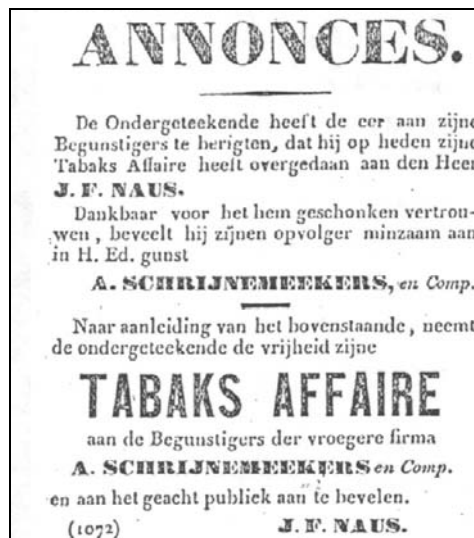 ANNONCES.
De Ondergeteekende heeft de eer aan zijne
Begunstigers te berigten, dat hij op heden zijne
Tabaks Affaire heeft overgedaan aan den Heer
J. F. NAUS.
Dankbaar voor het hem geschonken vertrou-
wen, beveelt hij zijnen opvolger minzaam aan
in H. Ed. gunst
A. SCHRIJNEMEEKERS, en Comp.
Naar aanleiding van het bovenstaande, neemt
de ondergeteekende de vrijheid zijne
TABAKS AFFAIRE
aan de Begunstigers der vroegere firma
A. SCHRIJNEMEEKERS en Comp.
en aan het geacht publiek aan te bevelen.
(1072) J. F. NAUS.